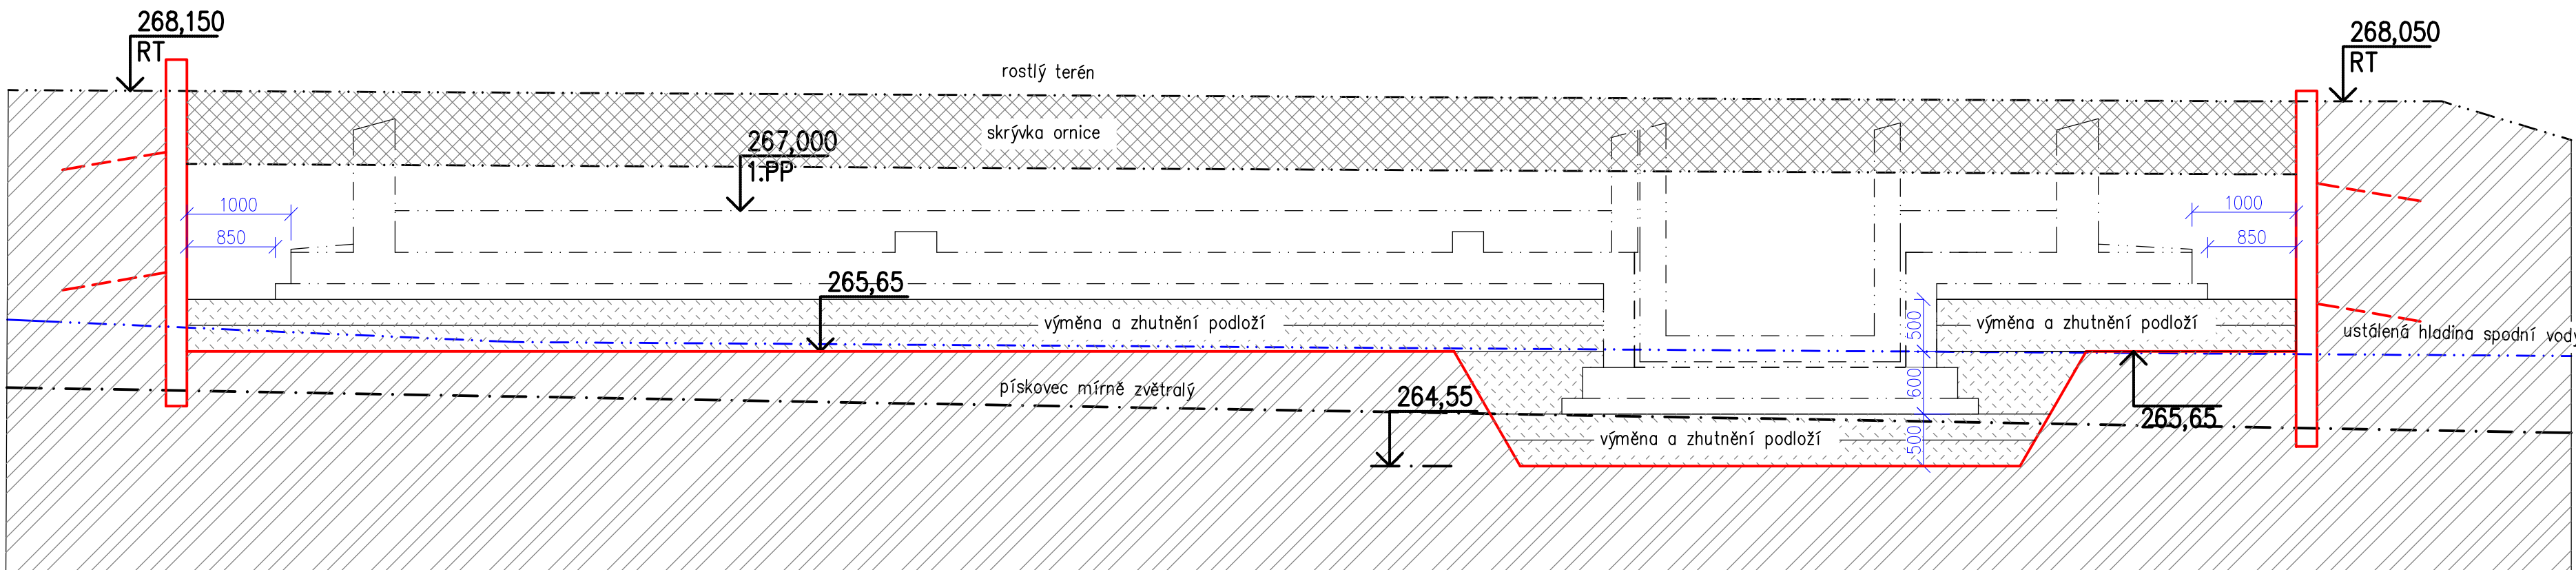 268,150
RT
268,050
RT
rostlý terén
skrývka ornice
267,000
1.PP
1000
850
1000
850
265,65
výměna a zhutnění podloží
500
výměna a zhutnění podloží
ustálená hladina spodní vody
pískovec mírně zvětralý
600
264,55
265,65
výměna a zhutnění podloží
500